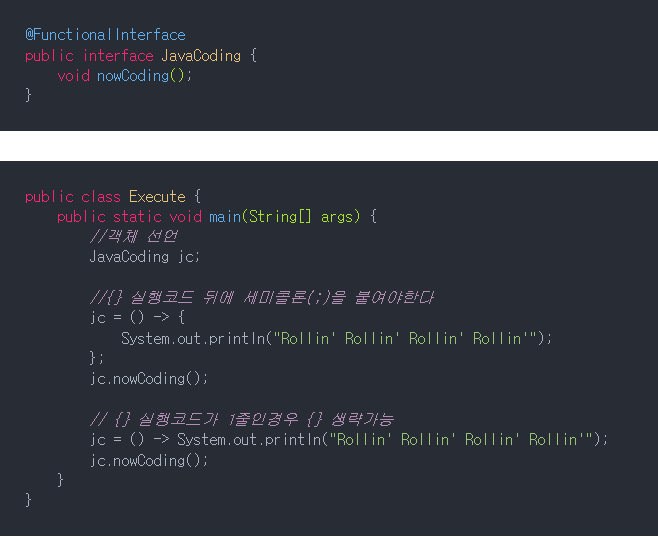 @FunctionalInterface
public interface JavaCoding {
    void nowCoding();
}
public class Execute {
    public static void main(String[] args) {
        //객체 선언
        JavaCoding jc;
        //{} 실행코드 뒤에 세미콜론(;)을 붙여야한다
        jc = () -> {
            System.out.println("Rollin' Rollin' Rollin' Rollin'");
        };
        jc.nowCoding();
        // {} 실행코드가 1줄인경우 {} 생략가능
        jc = () -> System.out.println("Rollin' Rollin' Rollin' Rollin'");
        jc.nowCoding();
    }
}